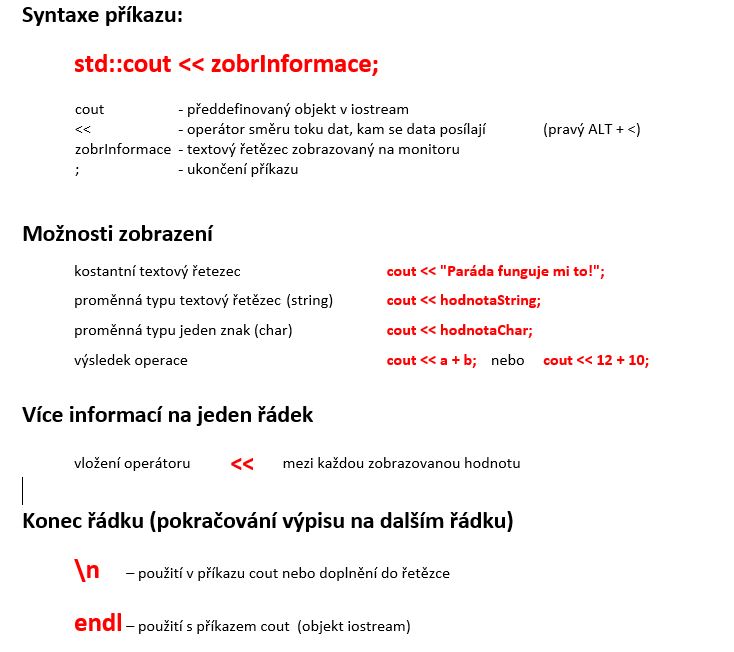 Syntaxe příkazu:
std::cout << zobrInformace;
cout - předdefinovaný objekt v iostream
<< - operátor směru toku dat, kam se data posílají (pravý ALT + <)
zobrInformace - textový řetězec zobrazovaný na monitoru
; - ukončení příkazu
Možnosti zobrazení
kostantní textový řetezec cout << "Paráda funguje mi to!";
proměnná typu textový řetězec (string) cout << hodnotaString;
proměnná typu jeden znak (char) cout << hodnotaChar;
výsledek operace cout << a + b; nebo cout << 12 + 10;
Více informací na jeden řádek
vložení operátoru << mezi každou zobrazovanou hodnotu
Konec řádku (pokračování výpisu na dalším řádku)
\n – použití v příkazu cout nebo doplnění do řetězce
endl – použití s příkazem cout (objekt iostream)